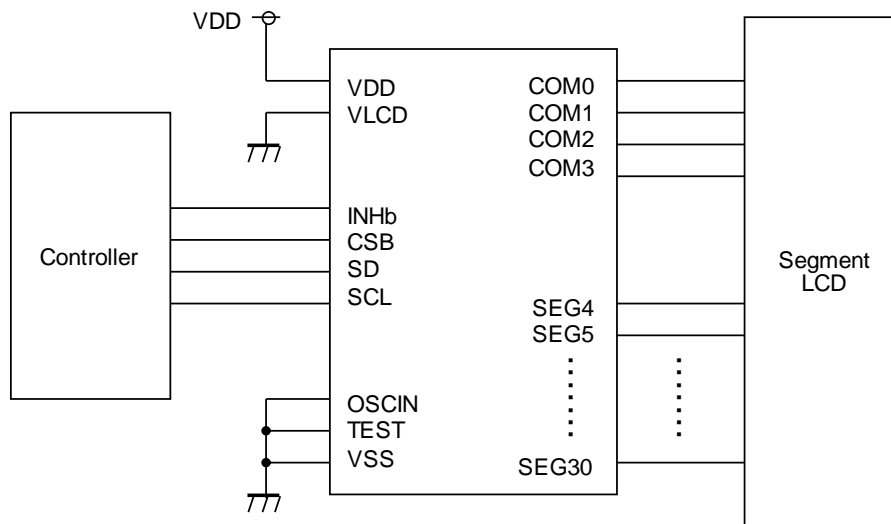 VDD
VDD
VLCD
INHb
CSB
SD
SCL
OSCIN
TEST
VSS
COM0
COM1
COM2
COM3
SEG4
SEG5
SEG30
Controller
Segment
LCD